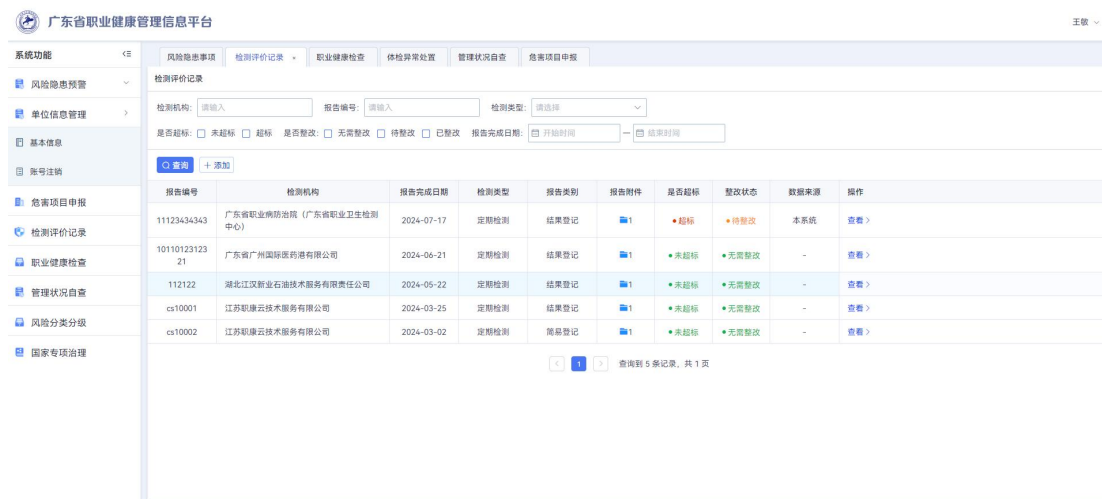 广东省职业健康管理信息平台
王敏
系统功能
风险隐患事项 检测评价记录 × 职业健康检查 体检异常处置 管理状况自查 危害项目申报
风险隐患预警
单位信息管理
基本信息
账号注销
危害项目申报
检测评价记录
职业健康检查
管理状况自查
风险分类分级
国家专项治理
检测评价记录
检测机构: 请输入 报告编号: 请输入 检测类型: 请选择
是否超标: 未超标 超标 是否整改: 无需整改 待整改 已整改 报告完成日期: 开始时间 — 结束时间
查询 + 添加
报告编号 检测机构 报告完成日期 检测类型 报告类别 报告附件 是否超标 整改状态 数据来源 操作
11123434343 广东省职业病防治院(广东省职业卫生检测中心) 2024-07-17 定期检测 结果登记 1 超标 待整改 本系统 查看 >
1011012312321 广东省广州国际医药港有限公司 2024-06-21 定期检测 结果登记 1 未超标 无需整改 - 查看 >
112122 湖北江汉新业石油技术服务有限责任公司 2024-05-22 定期检测 结果登记 1 未超标 无需整改 - 查看 >
cs10001 江苏职康云技术服务有限公司 2024-03-25 定期检测 结果登记 1 未超标 无需整改 - 查看 >
cs10002 江苏职康云技术服务有限公司 2024-03-02 定期检测 简易登记 1 未超标 无需整改 - 查看 >
< 1 > 查询到 5 条记录, 共 1 页